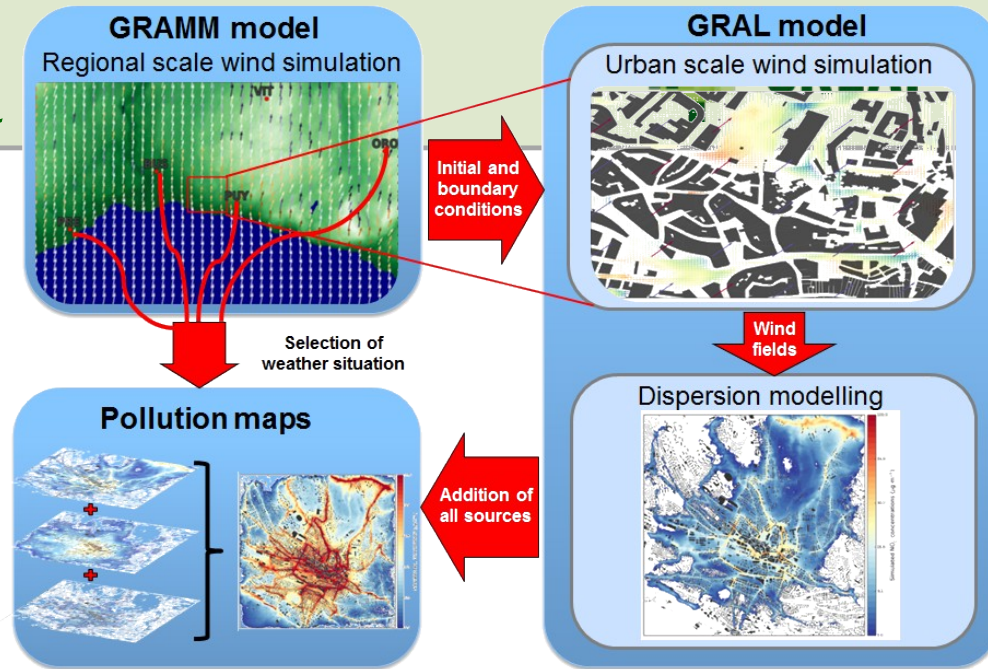 GRAMM model
Regional scale wind simulation
VIT
ORO
PUY
Initial and
boundary
conditions
GRAL model
Urban scale wind simulation
Wind
fields
Selection of
weather situation
Dispersion modelling
Pollution maps
Addition of
all sources